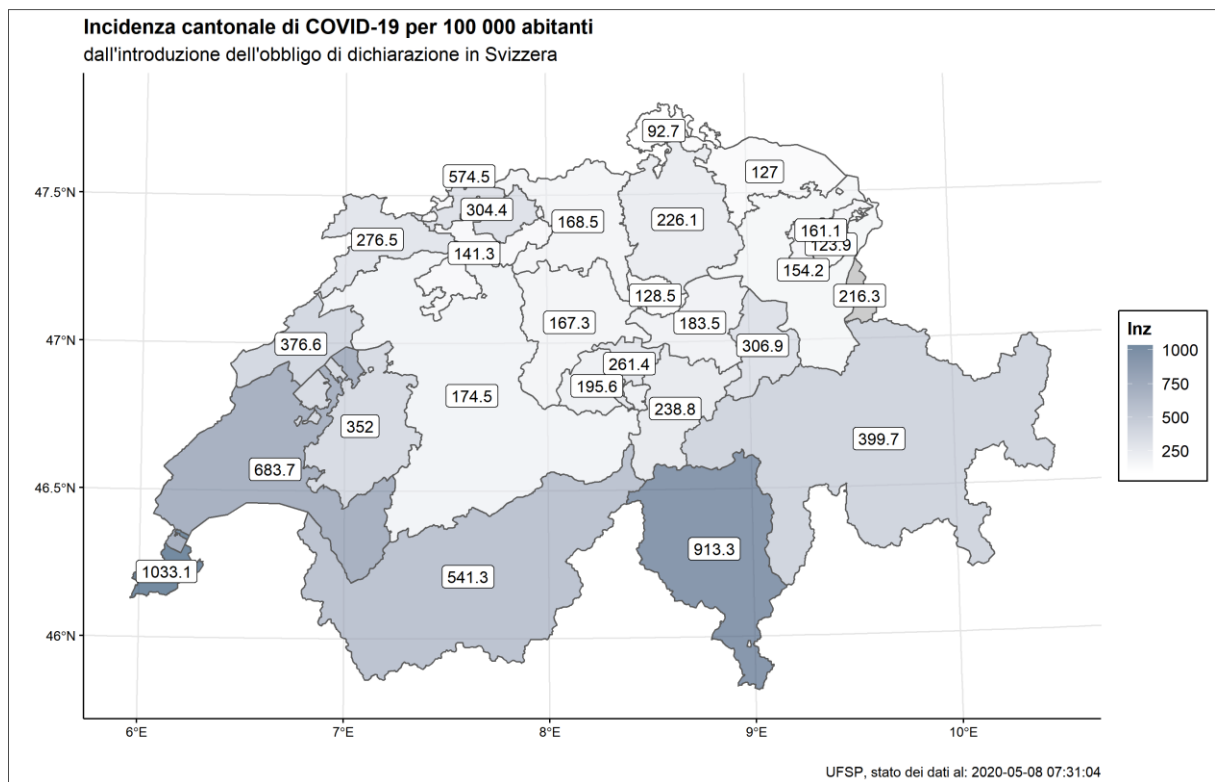 Incidenza cantonale di COVID-19 per 100 000 abitanti
dall'introduzione dell'obbligo di dichiarazione in Svizzera
92.7
127
574.5
304.4
168.5
226.1
161.1
123.9
276.5
141.3
154.2
128.5
216.3
167.3
183.5
376.6
306.9
261.4
195.6
174.5
238.8
352
399.7
683.7
913.3
1033.1
541.3
47.5°N
47°N
46.5°N
46°N
6°E
7°E
8°E
9°E
10°E
Inz
1000
750
500
250
UFSP, stato dei dati al: 2020-05-08 07:31:04